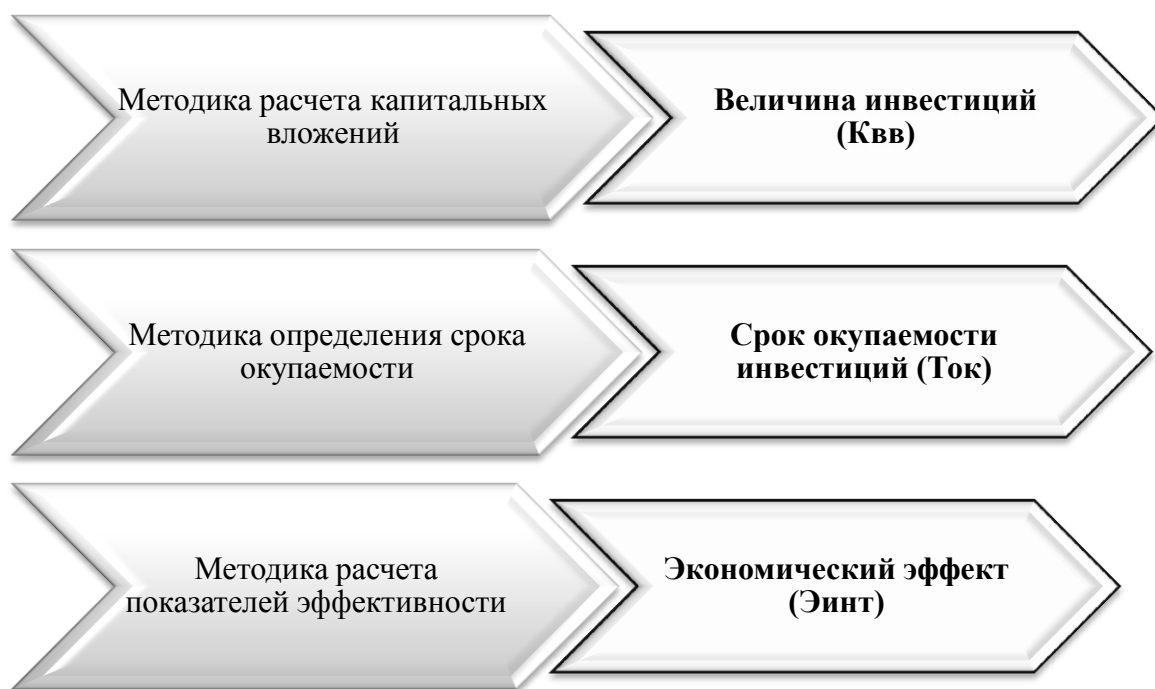 Методика расчета капитальных
вложений
Величина инвестиций
(Квв)
Методика определения срока
окупаемости
Срок окупаемости
инвестиций (Ток)
Методика расчета
показателей эффективности
Экономический эффект
(Эинт)